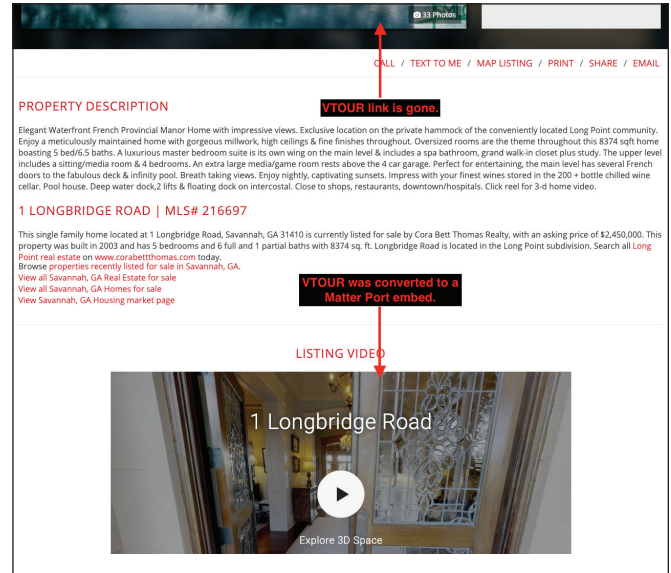 33 Photos
CALL / TEXT TO ME / MAP LISTING / PRINT / SHARE / EMAIL
PROPERTY DESCRIPTION
VTOUR link is gone.
Elegant Waterfront French Provincial Manor Home with impressive views. Exclusive location on the private hammock of the conveniently located Long Point community.
Enjoy a meticulously maintained home with gorgeous millwork, high ceilings & fine finishes throughout. Oversized rooms are the theme throughout this 8374 sqft home
boasting 5 bed/6.5 baths. A luxurious master bedroom suite is its own wing on the main level & includes a spa bathroom, grand walk-in closet plus study. The upper level
includes a sitting/media room & 4 bedrooms. An extra large media/game room rests above the 4 car garage. Perfect for entertaining, the main level has several French
doors to the fabulous deck & infinity pool. Breath taking views. Enjoy nightly, captivating sunsets. Impress with your finest wines stored in the 200 + bottle chilled wine
cellar. Pool house. Deep water dock,2 lifts & floating dock on intercostal. Close to shops, restaurants, downtown/hospitals. Click reel for 3-d home video.
1 LONGBRIDGE ROAD | MLS# 216697
This single family home located at 1 Longbridge Road, Savannah, GA 31410 is currently listed for sale by Cora Bett Thomas Realty, with an asking price of $2,450,000. This
property was built in 2003 and has 5 bedrooms and 6 full and 1 partial baths with 8374 sq. ft. Longbridge Road is located in the Long Point subdivision. Search all Long
Point real estate on www.corabettthomas.com today.
Browse properties recently listed for sale in Savannah, GA.
View all Savannah, GA Real Estate for sale
View all Savannah, GA Homes for sale
View Savannah, GA Housing market page
VTOUR was converted to a
Matter Port embed.
LISTING VIDEO
1 Longbridge Road
Explore 3D Space